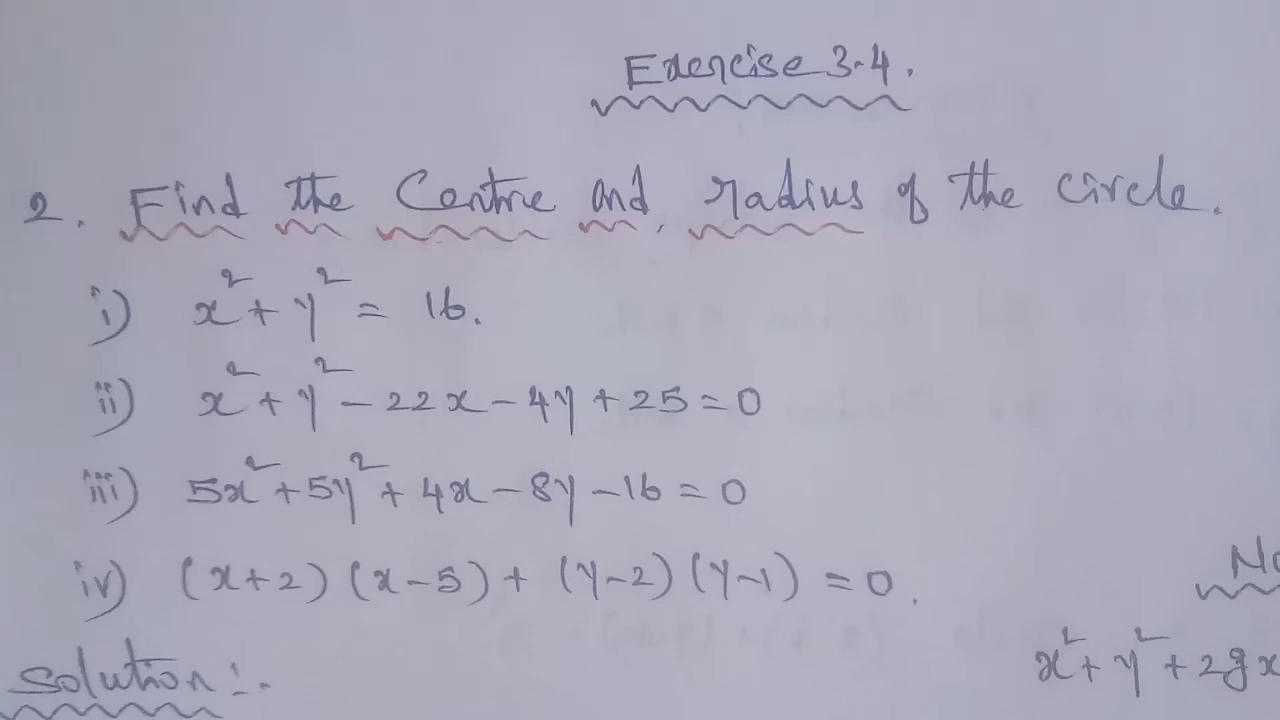 Exercise 3.4.
2. Find the Centre and radius of the circle.
i) x² + y² = 16.
ii) x² + y² - 22x - 4y + 25 = 0
iii) 5x² + 5y² + 4x - 8y - 16 = 0
iv) (x+2) (x-5) + (y-2) (y-1) = 0.
Solution:-
x² + y² + 2gx